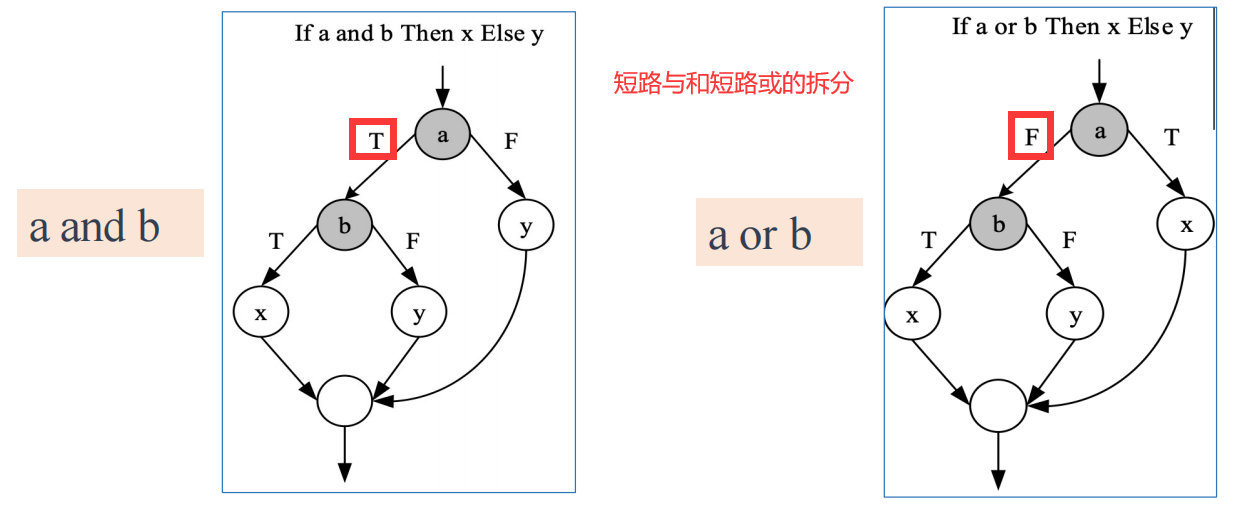 If a and b Then x Else y
T
a
F
b
y
T
F
x
y
a and b
短路与和短路或的拆分
If a or b Then x Else y
F
a
T
b
x
T
F
x
y
a or b